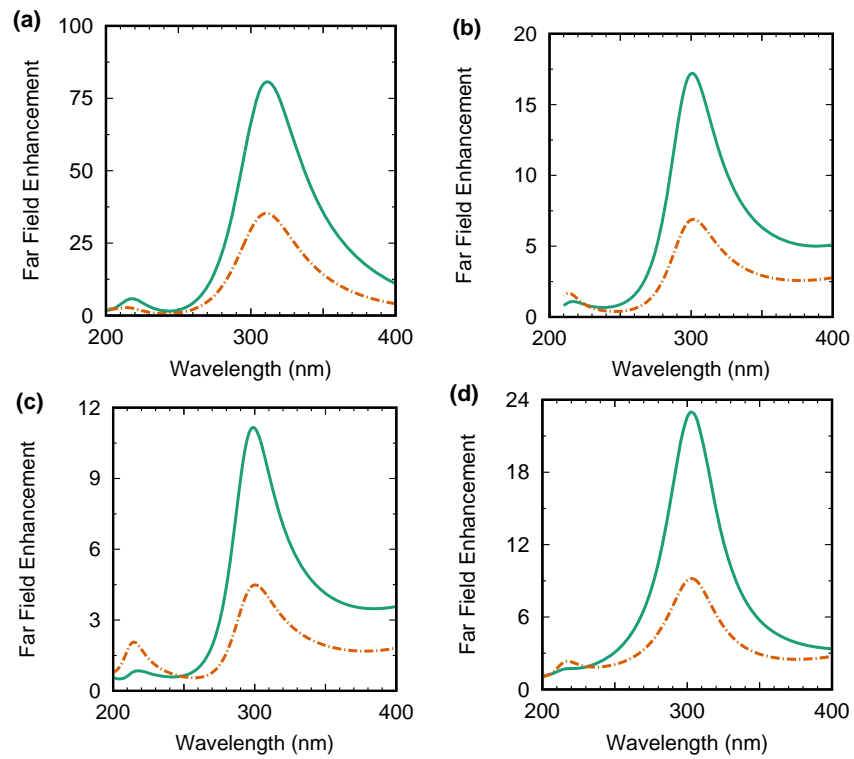 (a)
100
75
50
25
0
Far Field Enhancement
200 300 400
Wavelength (nm)
(b)
20
15
10
5
0
Far Field Enhancement
200 300 400
Wavelength (nm)
(c)
12
9
6
3
0
Far Field Enhancement
200 300 400
Wavelength (nm)
(d)
24
18
12
6
0
Far Field Enhancement
200 300 400
Wavelength (nm)